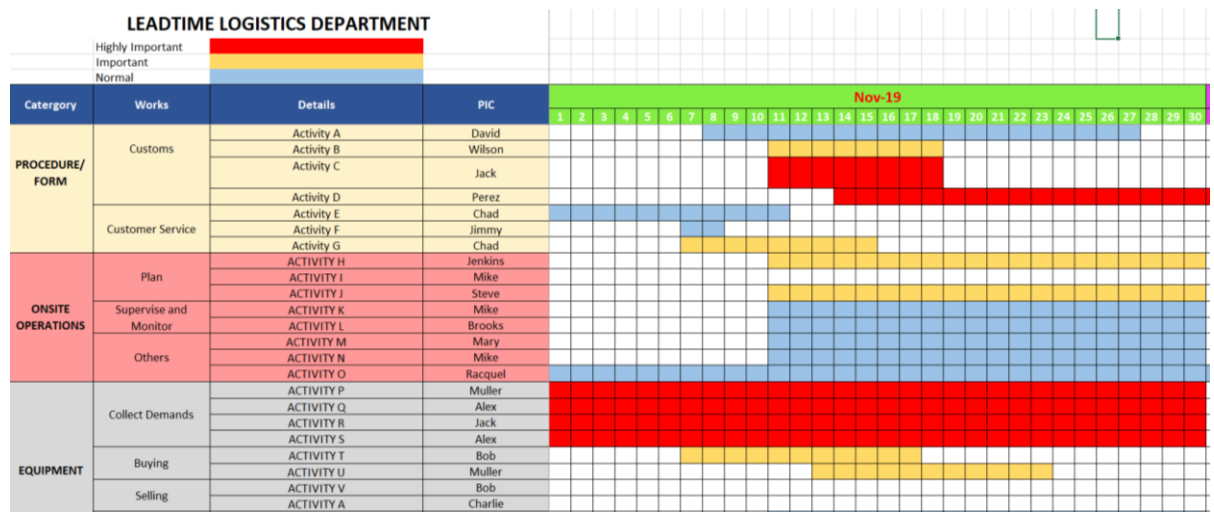 LEADTIME LOGISTICS DEPARTMENT
Highly Important
Important
Normal
Catergory Works Details PIC Nov-19
1 2 3 4 5 6 7 8 9 10 11 12 13 14 15 16 17 18 19 20 21 22 23 24 25 26 27 28 29 30
PROCEDURE/ FORM
Customs
Activity A David
Activity B Wilson
Activity C Jack
Activity D Perez
Customer Service
Activity E Chad
Activity F Jimmy
Activity G Chad
ONSITE OPERATIONS
Plan
ACTIVITY H Jenkins
ACTIVITY I Mike
ACTIVITY J Steve
Supervise and Monitor
ACTIVITY K Mike
ACTIVITY L Brooks
Others
ACTIVITY M Mary
ACTIVITY N Mike
ACTIVITY O Racquel
EQUIPMENT
Collect Demands
ACTIVITY P Muller
ACTIVITY Q Alex
ACTIVITY R Jack
ACTIVITY S Alex
Buying
ACTIVITY T Bob
ACTIVITY U Muller
Selling
ACTIVITY V Bob
ACTIVITY A Charlie